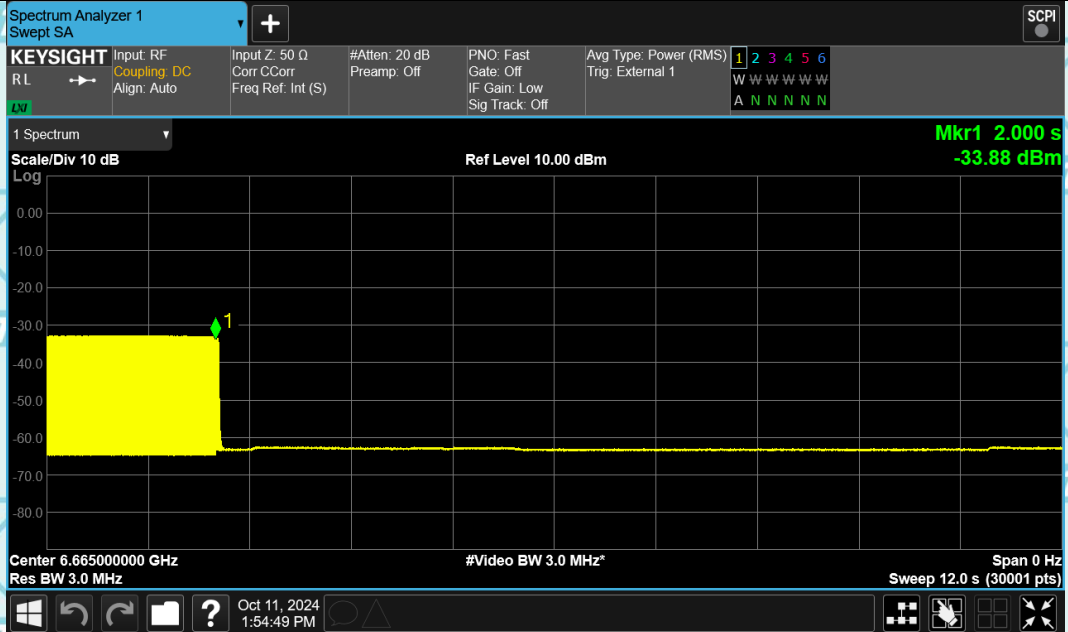 Spectrum Analyzer 1
Swept SA
SCPI
KEYSIGHT
R L
LXI
Input: RF
Coupling: DC
Align: Auto
Input Z: 50 Ω
Corr CCorr
Freq Ref: Int (S)
#Atten: 20 dB
Preamp: Off
PNO: Fast
Gate: Off
IF Gain: Low
Sig Track: Off
Avg Type: Power (RMS)
Trig: External 1
1 2 3 4 5 6
W W W W W W
A N N N N N
1 Spectrum
Mkr1 2.000 s
-33.88 dBm
Scale/Div 10 dB
Ref Level 10.00 dBm
Log
0.00
-10.0
-20.0
-30.0
1
-40.0
-50.0
-60.0
-70.0
-80.0
Center 6.665000000 GHz
#Video BW 3.0 MHz*
Span 0 Hz
Res BW 3.0 MHz
Sweep 12.0 s (30001 pts)
?
Oct 11, 2024
1:54:49 PM